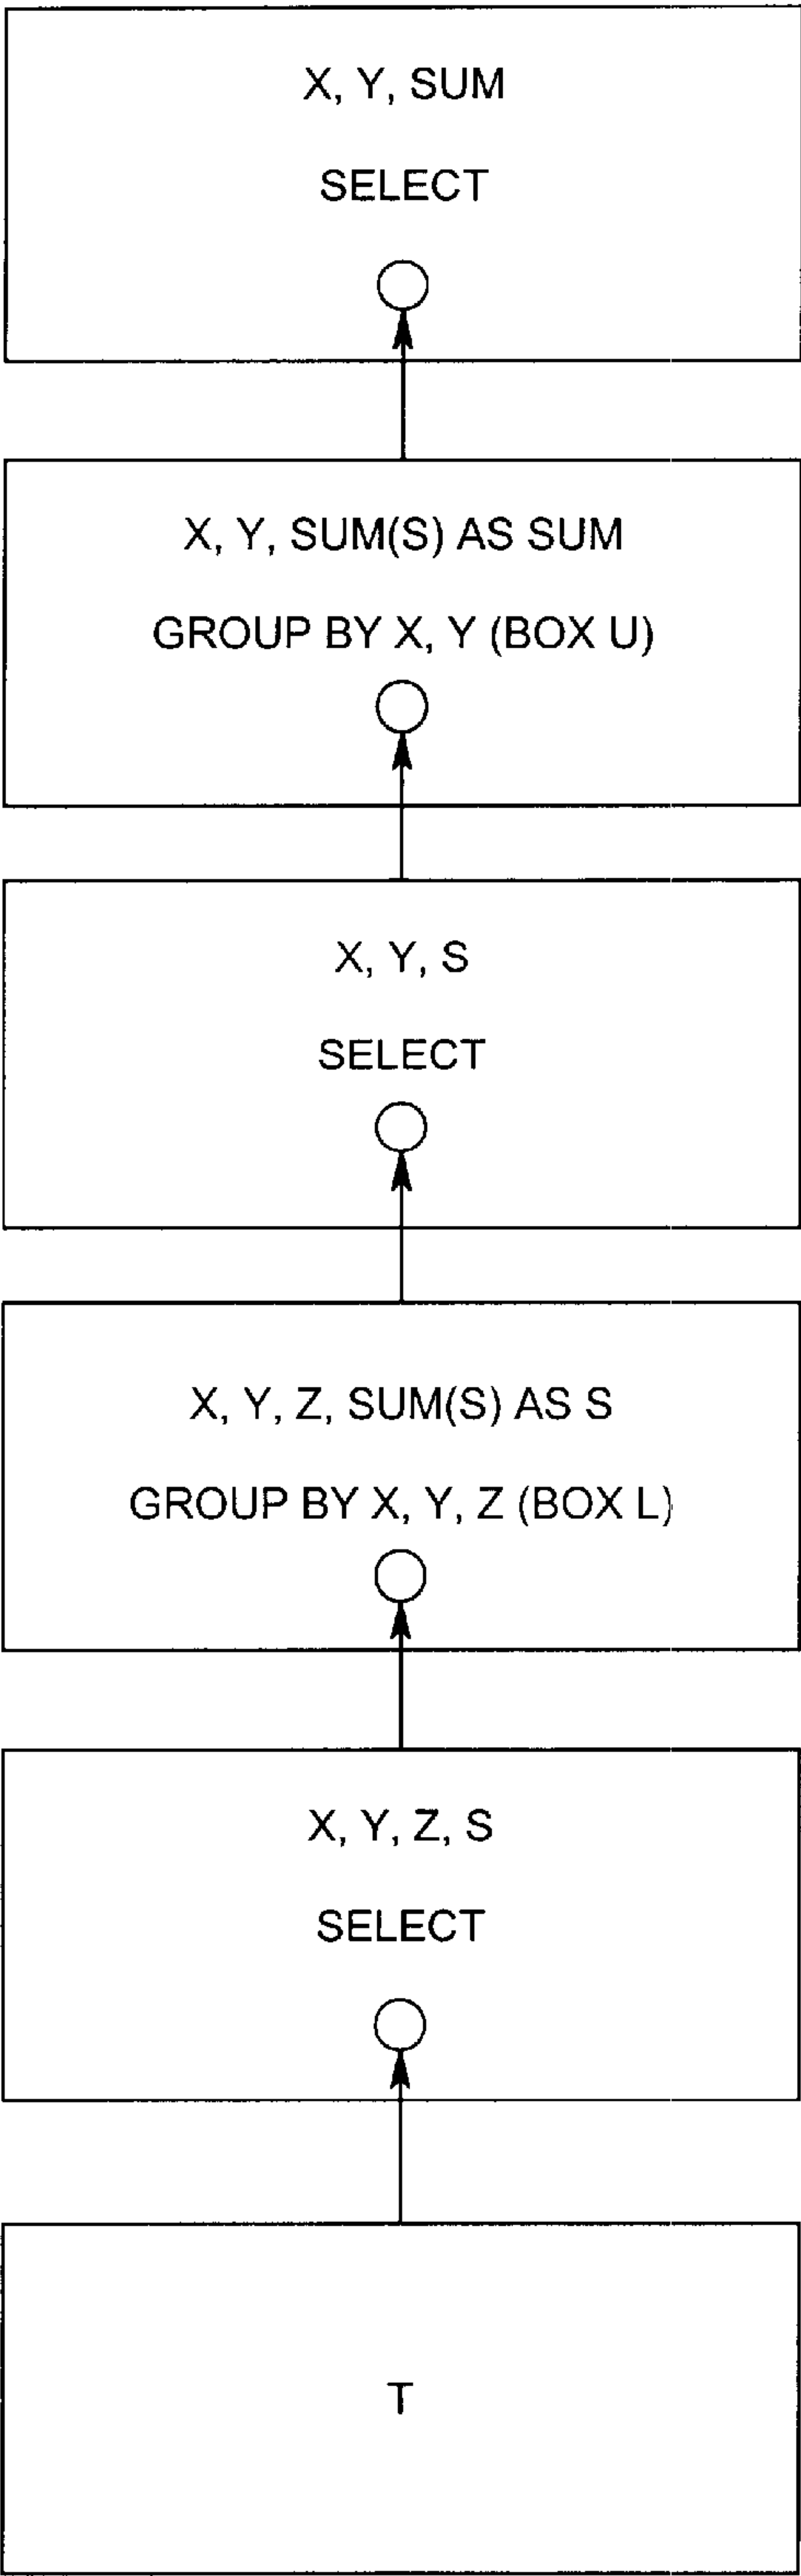 X, Y, SUM
SELECT
X, Y, SUM(S) AS SUM
GROUP BY X, Y (BOX U)
X, Y, S
SELECT
X, Y, Z, SUM(S) AS S
GROUP BY X, Y, Z (BOX L)
X, Y, Z, S
SELECT
T